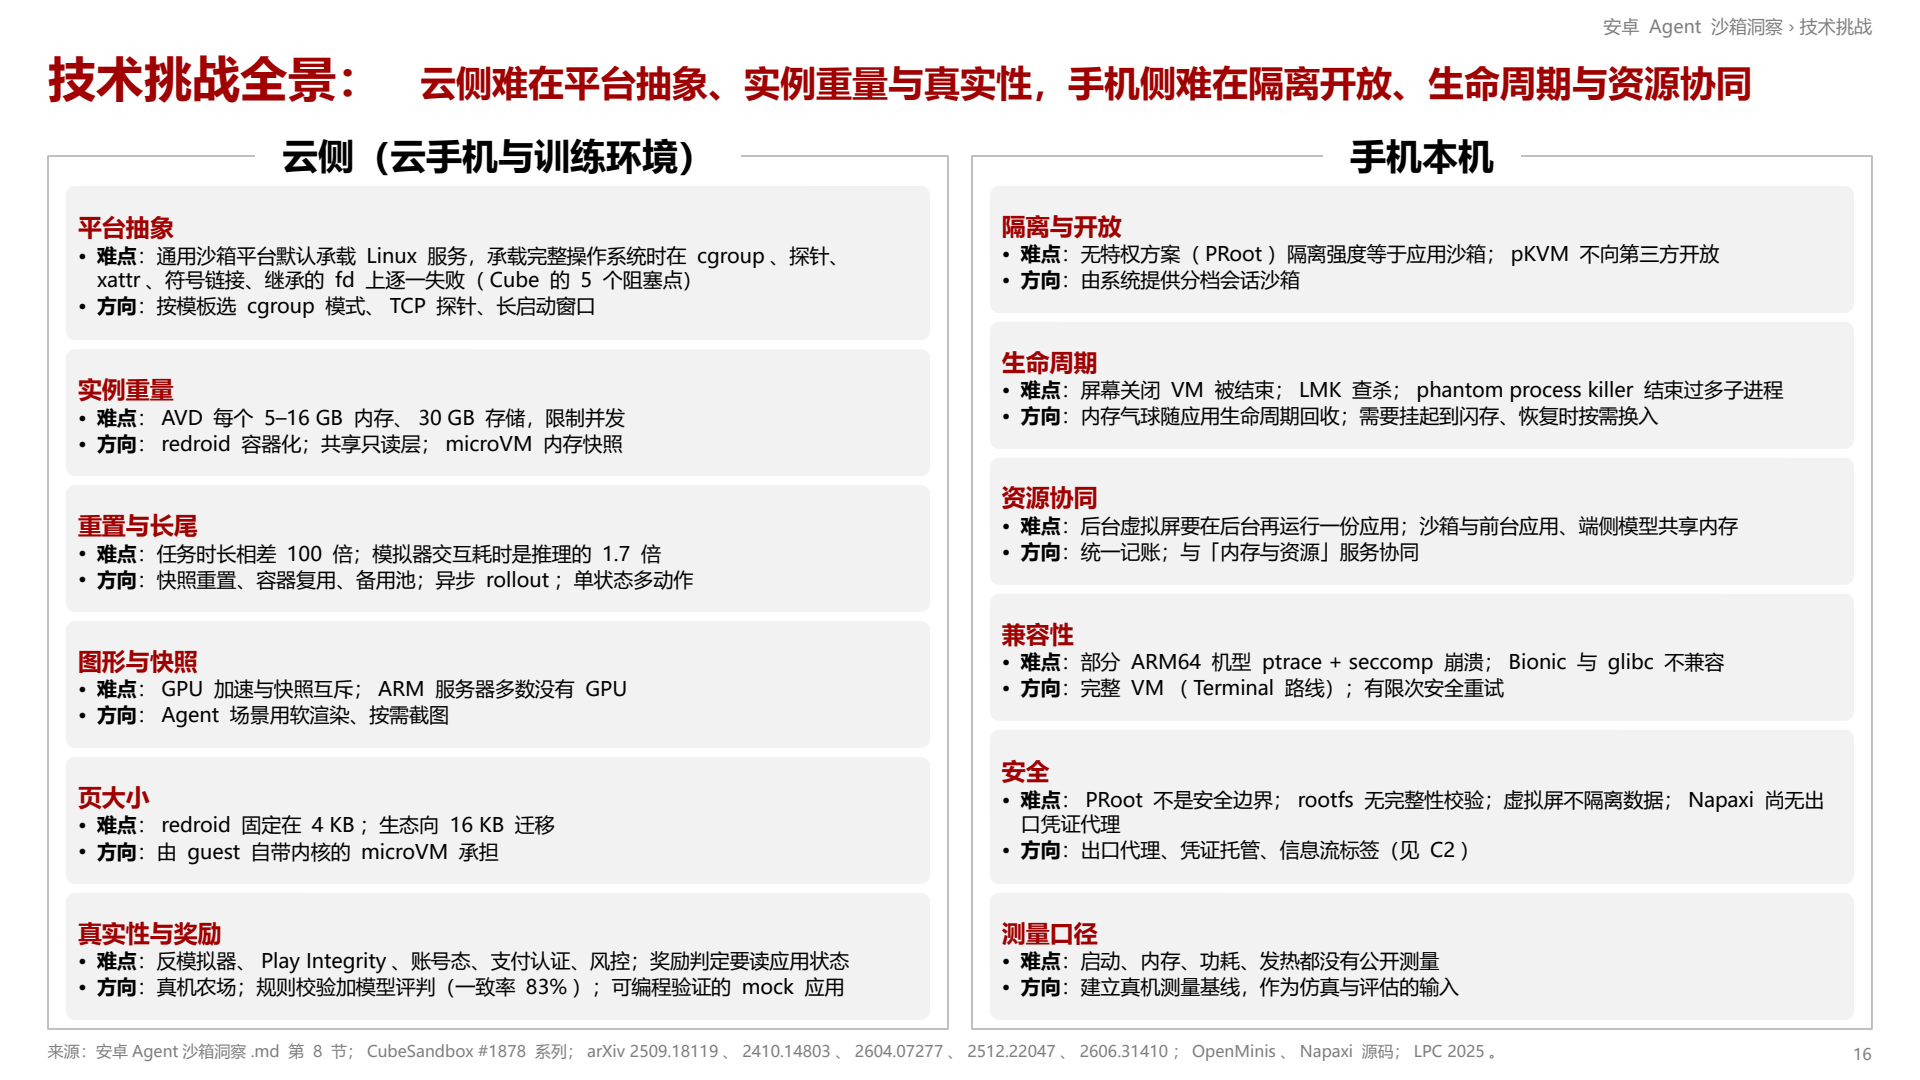 安卓 Agent 沙箱洞察 › 技术挑战
技术挑战全景： 云侧难在平台抽象、实例重量与真实性，手机侧难在隔离开放、生命周期与资源协同
云侧（云手机与训练环境）
平台抽象
• 难点：通用沙箱平台默认承载 Linux 服务，承载完整操作系统时在 cgroup、探针、
xattr、符号链接、继承的 fd 上逐一失败（Cube 的 5 个阻塞点）
• 方向：按模板选 cgroup 模式、TCP 探针、长启动窗口
实例重量
• 难点： AVD 每个 5–16 GB 内存、30 GB 存储，限制并发
• 方向： redroid 容器化；共享只读层； microVM 内存快照
重置与长尾
• 难点：任务时长相差 100 倍；模拟器交互耗时是推理的 1.7 倍
• 方向：快照重置、容器复用、备用池；异步 rollout；单状态多动作
图形与快照
• 难点： GPU 加速与快照互斥； ARM 服务器多数没有 GPU
• 方向： Agent 场景用软渲染、按需截图
页大小
• 难点： redroid 固定在 4 KB；生态向 16 KB 迁移
• 方向：由 guest 自带内核的 microVM 承担
真实性与奖励
• 难点：反模拟器、Play Integrity、账号态、支付认证、风控；奖励判定要读应用状态
• 方向：真机农场；规则校验加模型评判（一致率 83%）；可编程验证的 mock 应用
手机本机
隔离与开放
• 难点：无特权方案（PRoot）隔离强度等于应用沙箱； pKVM 不向第三方开放
• 方向：由系统提供分档会话沙箱
生命周期
• 难点：屏幕关闭 VM 被结束； LMK 查杀； phantom process killer 结束过多子进程
• 方向：内存气球随应用生命周期回收；需要挂起到闪存、恢复时按需换入
资源协同
• 难点：后台虚拟屏要在后台再运行一份应用；沙箱与前台应用、端侧模型共享内存
• 方向：统一记账；与「内存与资源」服务协同
兼容性
• 难点：部分 ARM64 机型 ptrace + seccomp 崩溃； Bionic 与 glibc 不兼容
• 方向：完整 VM （Terminal 路线）；有限次安全重试
安全
• 难点： PRoot 不是安全边界； rootfs 无完整性校验；虚拟屏不隔离数据； Napaxi 尚无出
口凭证代理
• 方向：出口代理、凭证托管、信息流标签（见 C2）
测量口径
• 难点：启动、内存、功耗、发热都没有公开测量
• 方向：建立真机测量基线，作为仿真与评估的输入
来源：安卓 Agent 沙箱洞察 .md 第 8 节； CubeSandbox #1878 系列； arXiv 2509.18119、2410.14803、2604.07277、2512.22047、2606.31410； OpenMinis、Napaxi 源码； LPC 2025。
16